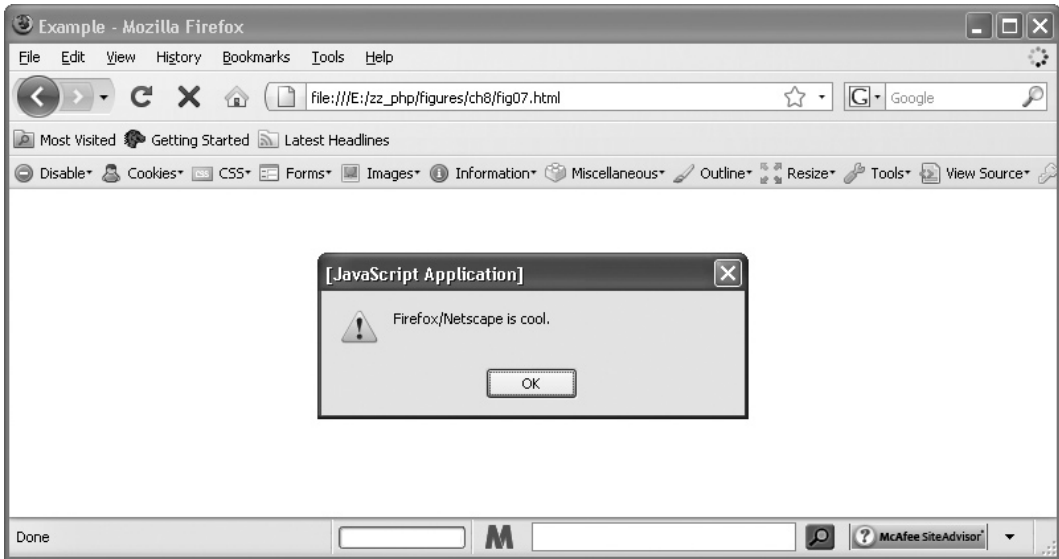 Example - Mozilla Firefox
File Edit View History Bookmarks Tools Help
file:///E:/zz_php/figures/ch8/fig07.html G Google
Most Visited Getting Started Latest Headlines
Disable Cookies CSS CSS Forms Images Information Miscellaneous Outline Resize Tools View Source
[JavaScript Application]
Firefox/Netscape is cool.
OK
Done M McAfee SiteAdvisor